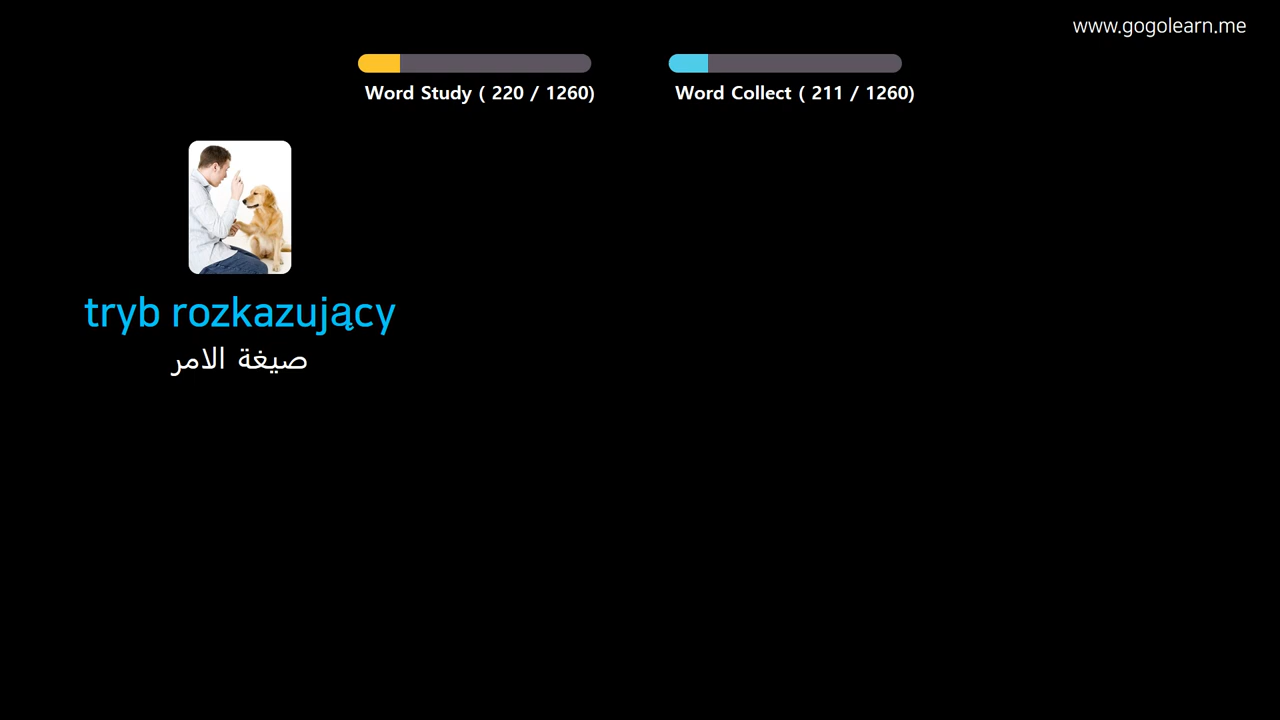 www.gogolearn.me
Word Study ( 220 / 1260)
Word Collect ( 211 / 1260)
tryb rozkazujący
صيغة الامر